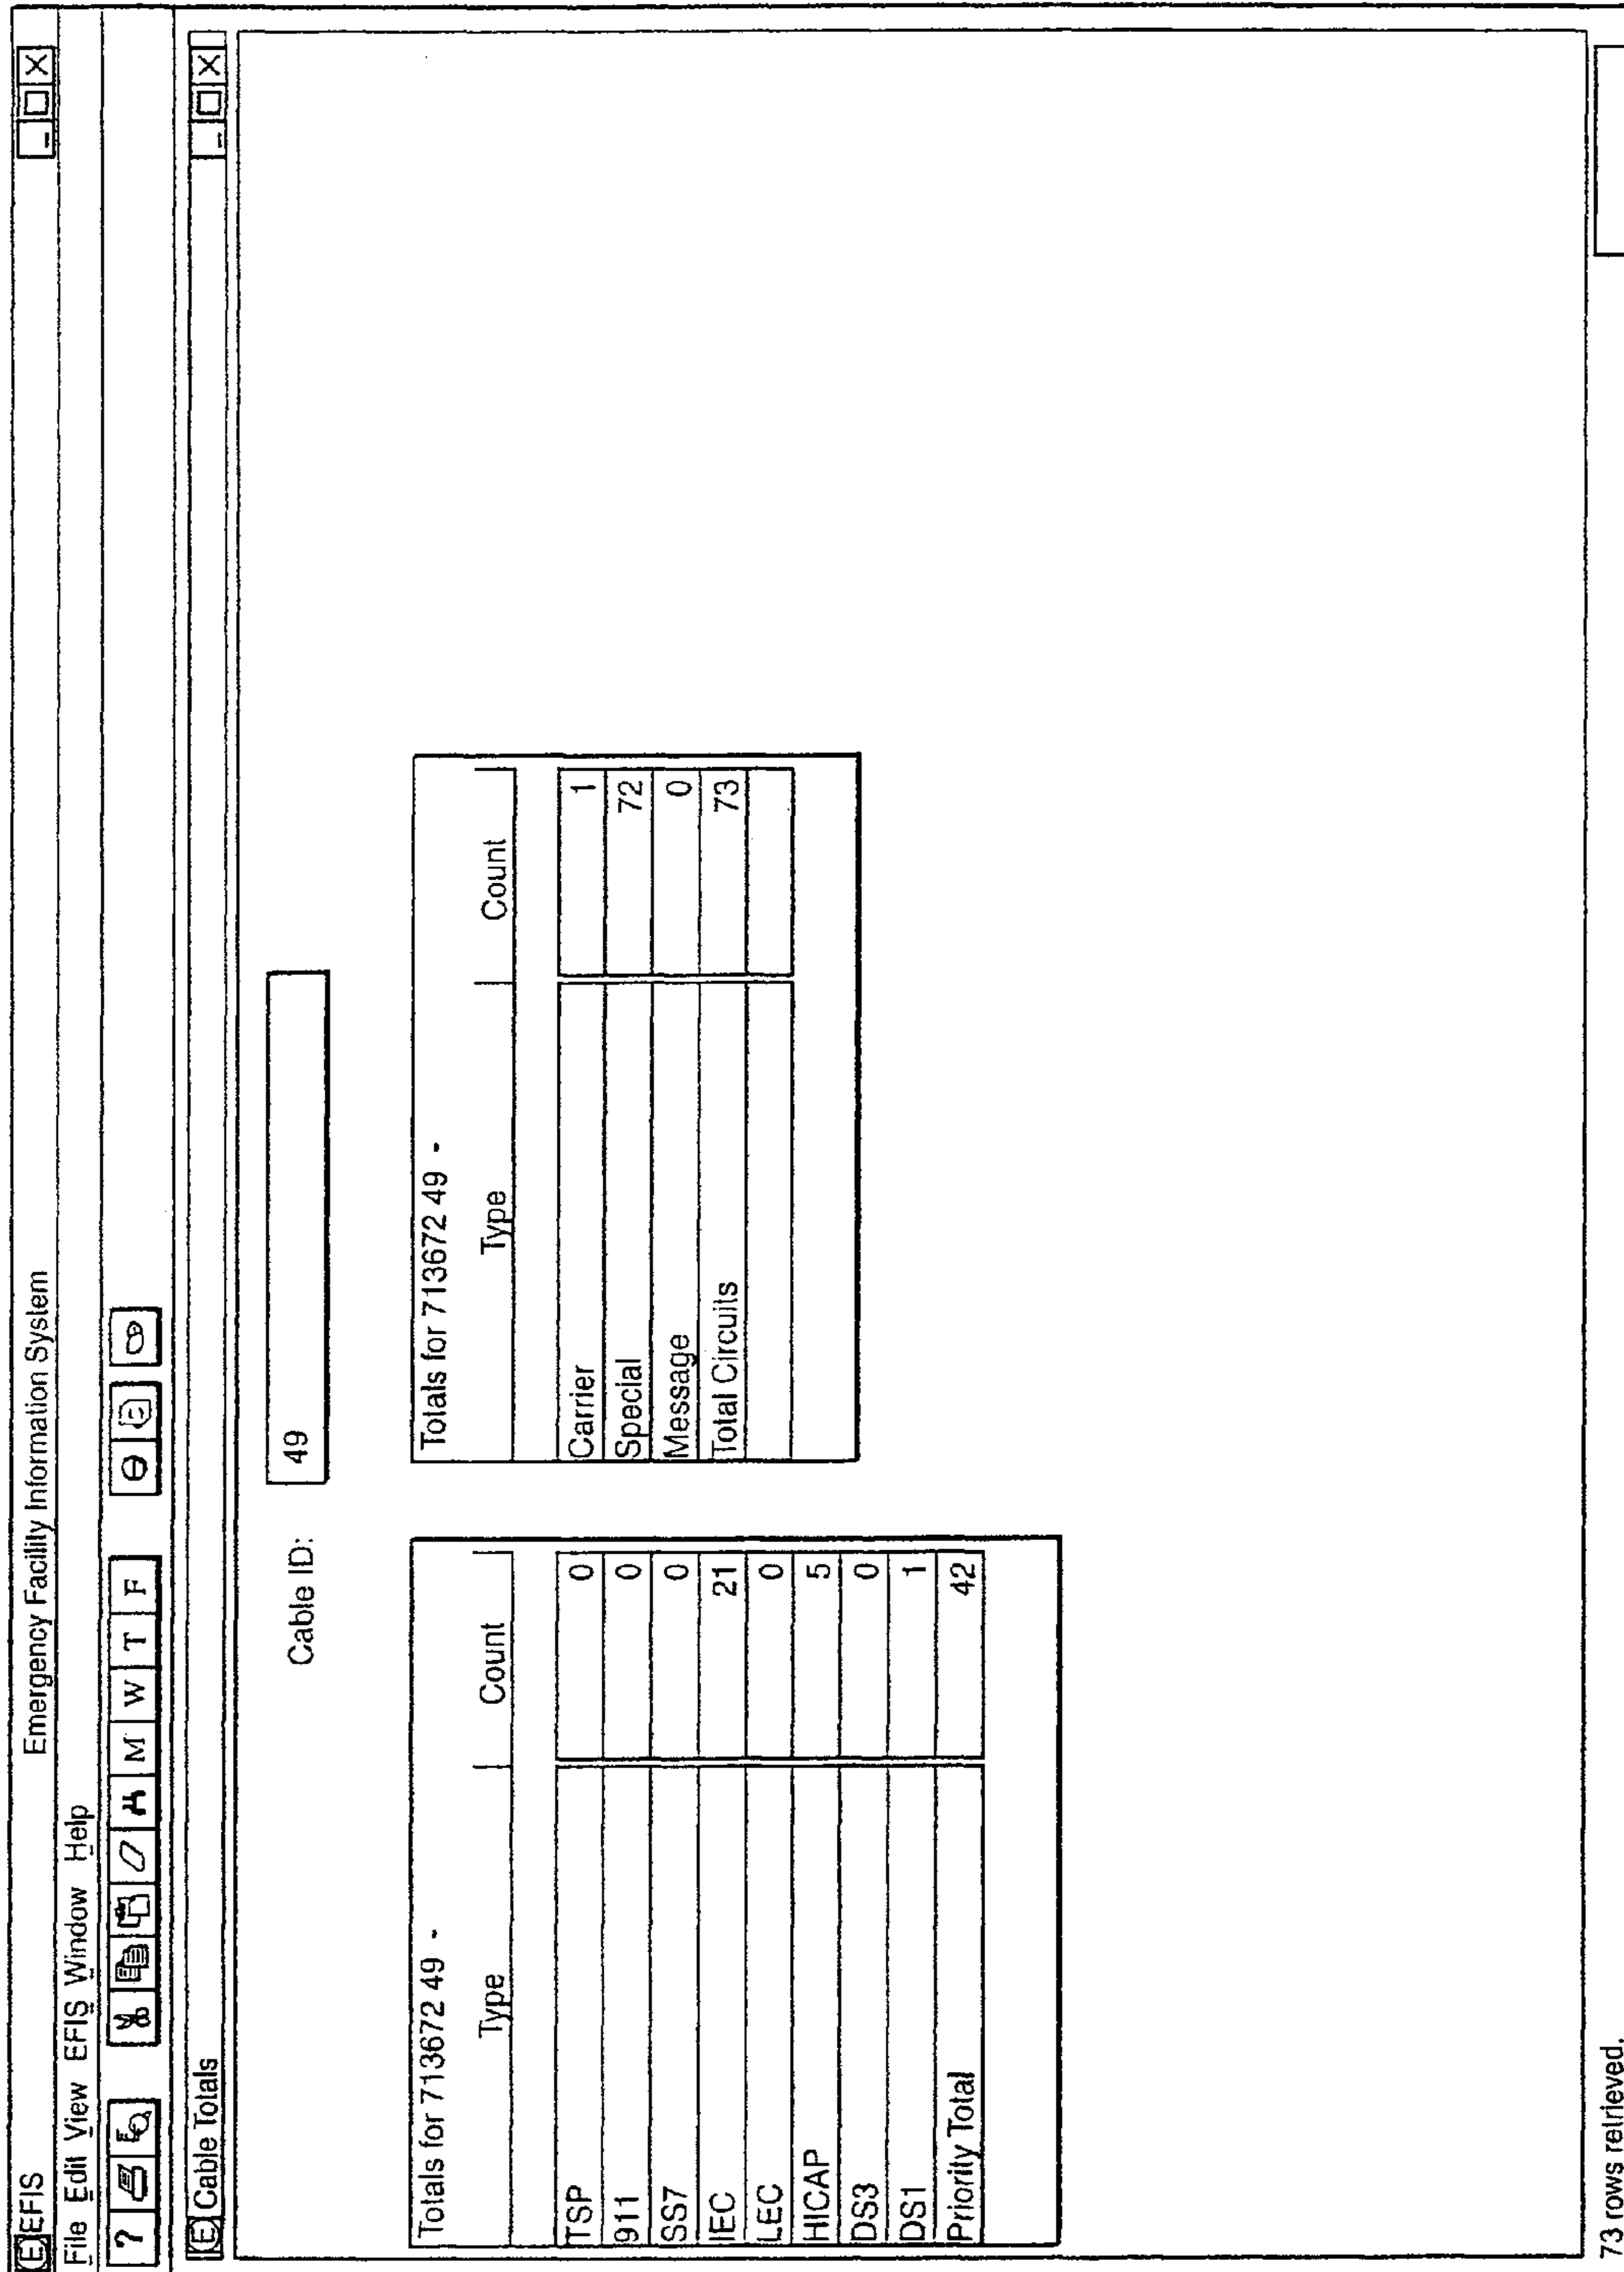 EFIS
Emergency Facility Information System
File Edit View EFIS Window Help
? M W T F
Cable Totals
Cable ID: 49
Totals for 713672 49 -
Type Count
TSP 0
911 0
SS7 0
IEC 21
LEC 0
HICAP 5
DS3 0
DS1 1
Priority Total 42
Totals for 713672 49 -
Type Count
Carrier 1
Special 72
Message 0
Total Circuits 73
73 rows retrieved.